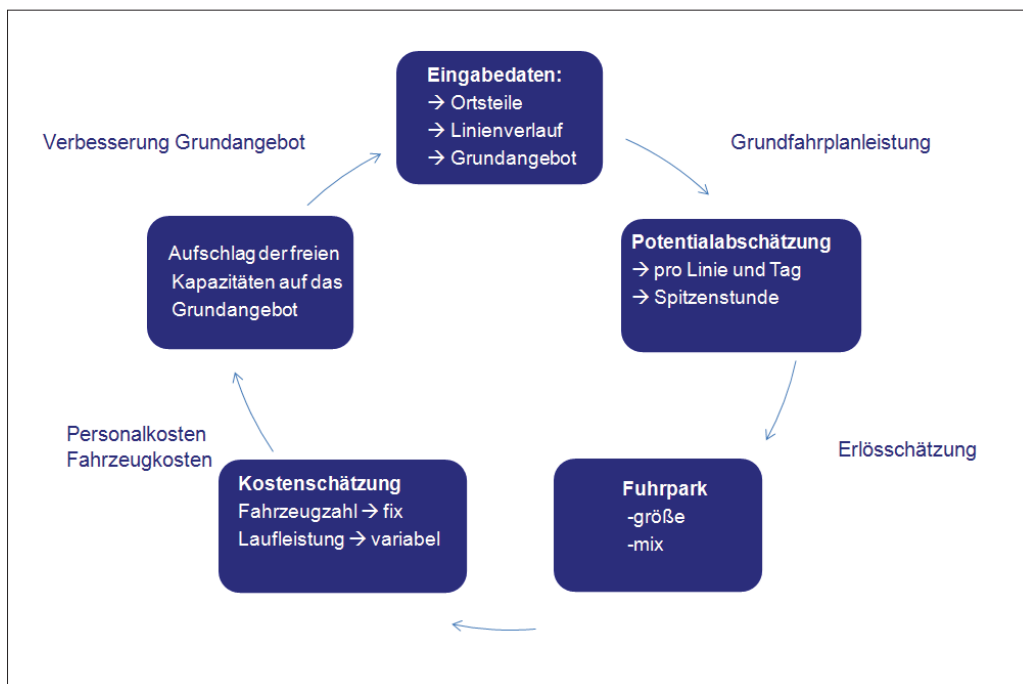 Eingabedaten:
→ Ortsteile
→ Linienverlauf
→ Grundangebot
Grundfahrplanleistung
Potentialabschätzung
→ pro Linie und Tag
→ Spitzenstunde
Erlösschätzung
Fuhrpark
-größe
-mix
Kostenschätzung
Fahrzeugzahl → fix
Laufleistung → variabel
Personalkosten
Fahrzeugkosten
Aufschlag der freien
Kapazitäten auf das
Grundangebot
Verbesserung Grundangebot